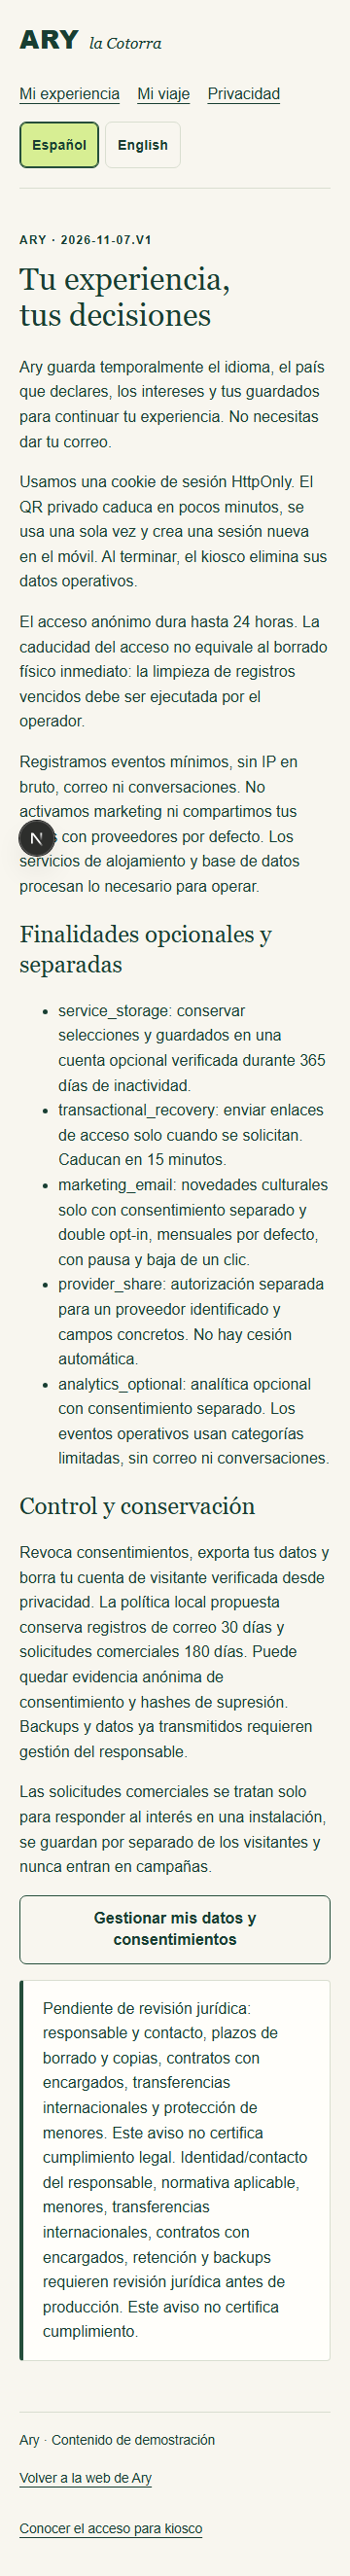 ARY la Cotorra
Mi experiencia Mi viaje Privacidad
Español English
ARY · 2026-11-07.V1
Tu experiencia,
tus decisiones
Ary guarda temporalmente el idioma, el país
que declares, los intereses y tus guardados
para continuar tu experiencia. No necesitas
dar tu correo.
Usamos una cookie de sesión HttpOnly. El
QR privado caduca en pocos minutos, se
usa una sola vez y crea una sesión nueva
en el móvil. Al terminar, el kiosco elimina sus
datos operativos.
El acceso anónimo dura hasta 24 horas. La
caducidad del acceso no equivale al borrado
físico inmediato: la limpieza de registros
vencidos debe ser ejecutada por el
operador.
Registramos eventos mínimos, sin IP en
bruto, correo ni conversaciones. No
activamos marketing ni compartimos tus
con proveedores por defecto. Los
servicios de alojamiento y base de datos
procesan lo necesario para operar.
Finalidades opcionales y
separadas
• service_storage: conservar
selecciones y guardados en una
cuenta opcional verificada durante 365
días de inactividad.
• transactional_recovery: enviar enlaces
de acceso solo cuando se solicitan.
Caducan en 15 minutos.
• marketing_email: novedades culturales
solo con consentimiento separado y
double opt-in, mensuales por defecto,
con pausa y baja de un clic.
• provider_share: autorización separada
para un proveedor identificado y
campos concretos. No hay cesión
automática.
• analytics_optional: analítica opcional
con consentimiento separado. Los
eventos operativos usan categorías
limitadas, sin correo ni conversaciones.
Control y conservación
Revoca consentimientos, exporta tus datos y
borra tu cuenta de visitante verificada desde
privacidad. La política local propuesta
conserva registros de correo 30 días y
solicitudes comerciales 180 días. Puede
quedar evidencia anónima de
consentimiento y hashes de supresión.
Backups y datos ya transmitidos requieren
gestión del responsable.
Las solicitudes comerciales se tratan solo
para responder al interés en una instalación,
se guardan por separado de los visitantes y
nunca entran en campañas.
Gestionar mis datos y
consentimientos
Pendiente de revisión jurídica:
responsable y contacto, plazos de
borrado y copias, contratos con
encargados, transferencias
internacionales y protección de
menores. Este aviso no certifica
cumplimiento legal. Identidad/contacto
del responsable, normativa aplicable,
menores, transferencias
internacionales, contratos con
encargados, retención y backups
requieren revisión jurídica antes de
producción. Este aviso no certifica
cumplimiento.
Ary · Contenido de demostración
Volver a la web de Ary
Conocer el acceso para kiosco